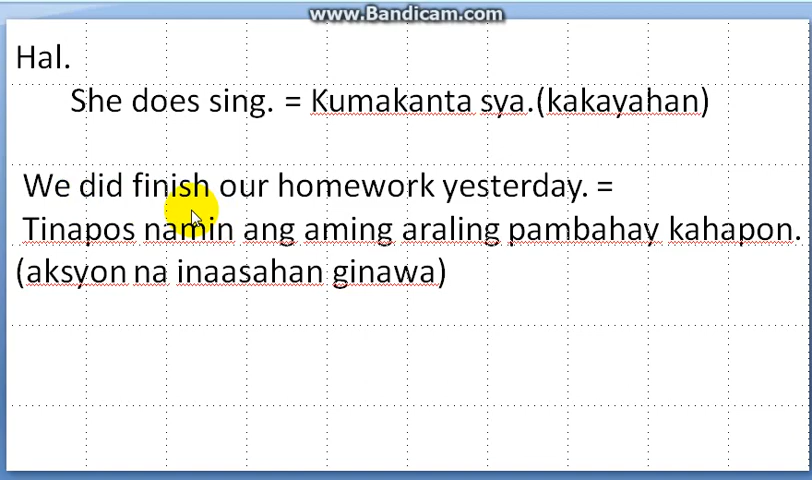 www.Bandicam.com
Hal.
She does sing. = Kumakanta sya.(kakayahan)
We did finish our homework yesterday. =
Tinapos namin ang aming araling pambahay kahapon.
(aksyon na inaasahan ginawa)